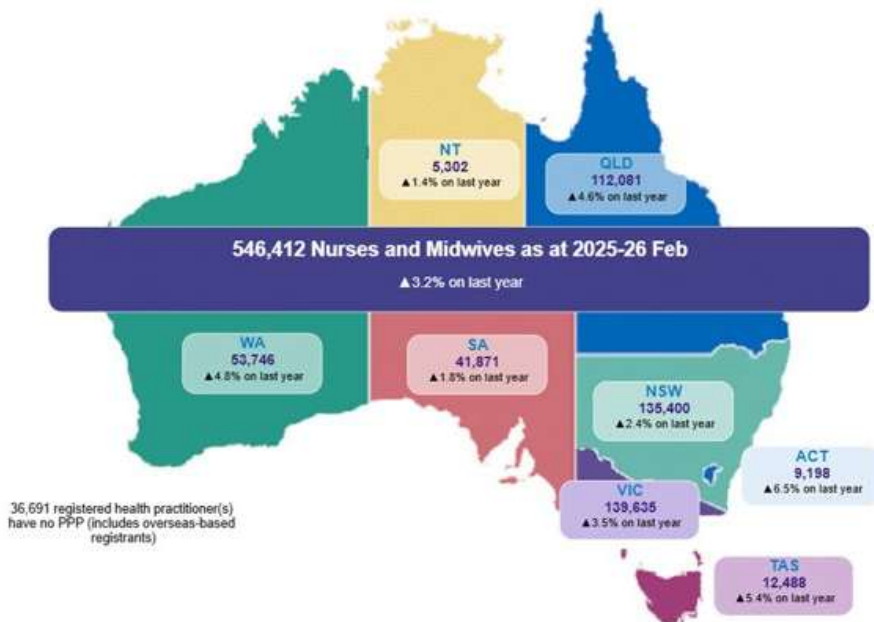 NT
5,302
▲1.4% on last year
QLD
112,081
▲4.6% on last year
546,412 Nurses and Midwives as at 2025-26 Feb
▲3.2% on last year
WA
53,746
▲4.8% on last year
SA
41,871
▲1.8% on last year
NSW
135,400
▲2.4% on last year
ACT
9,198
▲6.5% on last year
VIC
139,635
▲3.5% on last year
36,691 registered health practitioner(s)
have no PPP (includes overseas-based
registrants)
TAS
12,488
▲5.4% on last year